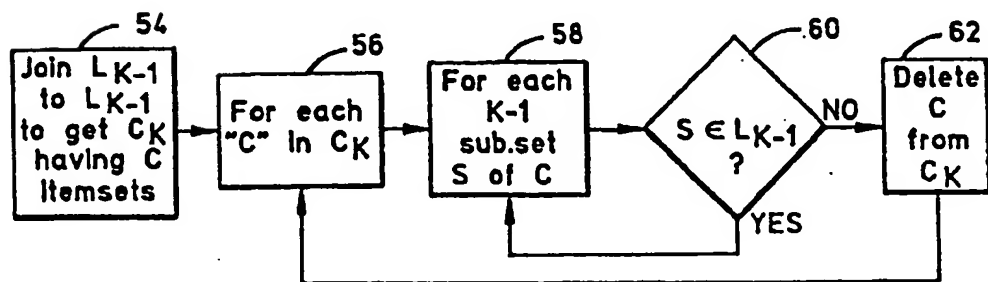 54
Join L K-1
to L K-1
to get C K
having C
Itemsets
56
For each
"C" in C K
58
For each
K-1
sub.set
S of C
60
S ∈ L K-1
?
NO
YES
62
Delete
C
from
C K